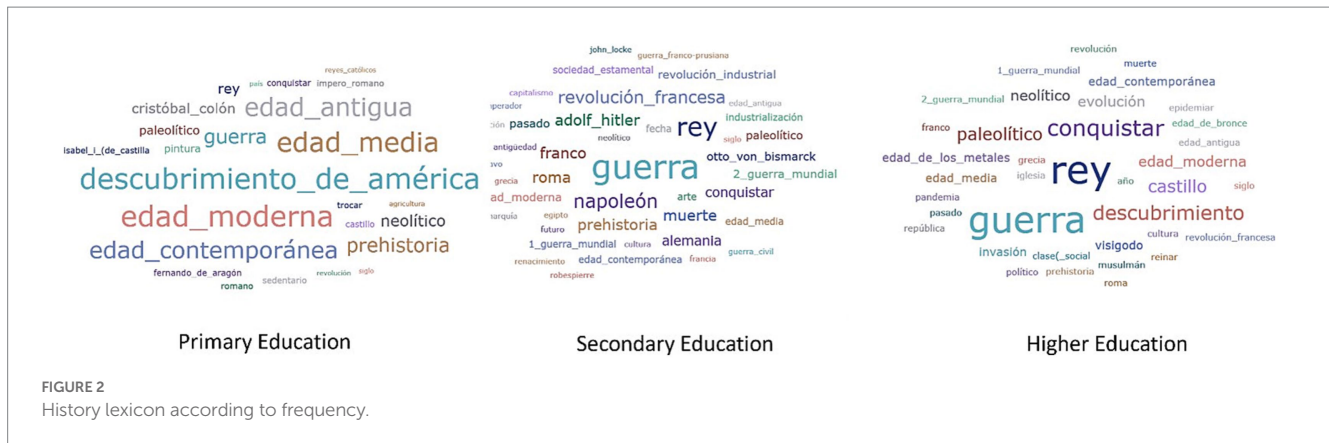 reyes_católicos
rey país conquistar impero_romano
cristóbal_colón edad_antigua
paleolítico guerra edad_media
isabel_i_(de_castilla pintura
descubrimiento_de_américa
edad_moderna trocar agricultura
castillo neolítico
edad_contemporánea prehistoria
fernando_de_aragón revolución siglo
romano sedentario
Primary Education
john_locke guerra_franco-prusiana
sociedad_estamental revolución_industrial
capitalismo revolución_francesa edad_antigua
perador adolf_hitler rey industrialización
ción pasado fecha
neolítico siglo paleolítico
antigüedad franco guerra otto_von_bismarck
vo roma 2_guerra_mundial
grecia
ad_moderna napoleón arte conquistar
narquía egipto prehistoria muerte edad_media
futuro
1_guerra_mundial cultura alemania guerra_civil
renacimiento edad_contemporánea francia
robespierre
Secondary Education
revolución
1_guerra_mundial muerte
edad_contemporánea
2_guerra_mundial neolítico evolución epidemiar
franco paleolítico conquistar edad_de_bronce
edad_antigua
edad_de_los_metales grecia rey edad_moderna
edad_media iglesia año castillo siglo
pandemia
pasado guerra descubrimiento
república cultura revolución_francesa
invasión clase(_social visigodo reinar
político prehistoria musulmán
roma
Higher Education
FIGURE 2
History lexicon according to frequency.